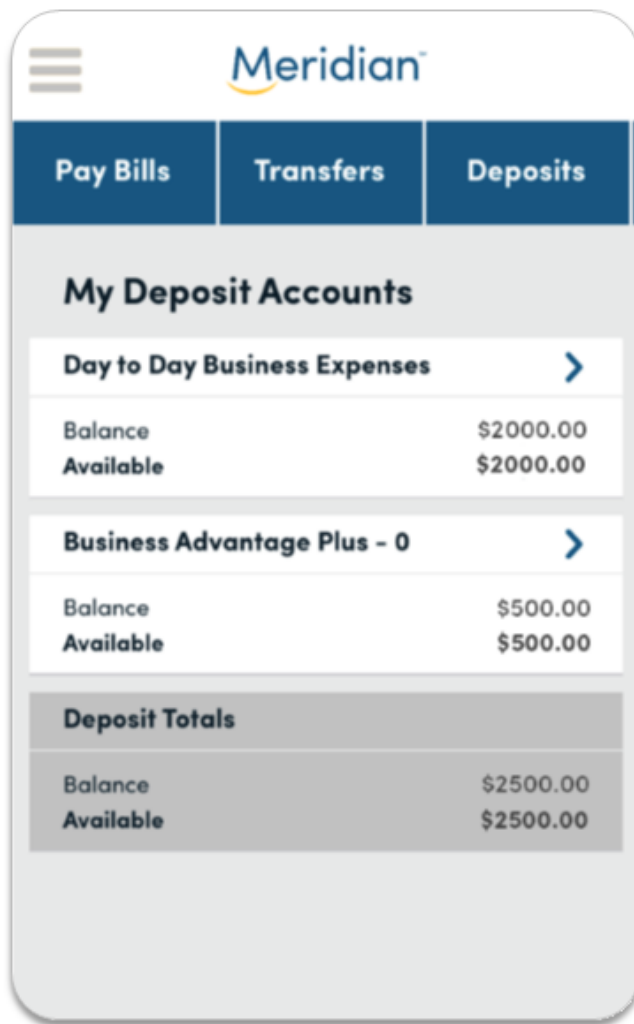 Meridian™
Pay Bills Transfers Deposits
My Deposit Accounts
Day to Day Business Expenses
Balance $2000.00
Available $2000.00
Business Advantage Plus - 0
Balance $500.00
Available $500.00
Deposit Totals
Balance $2500.00
Available $2500.00